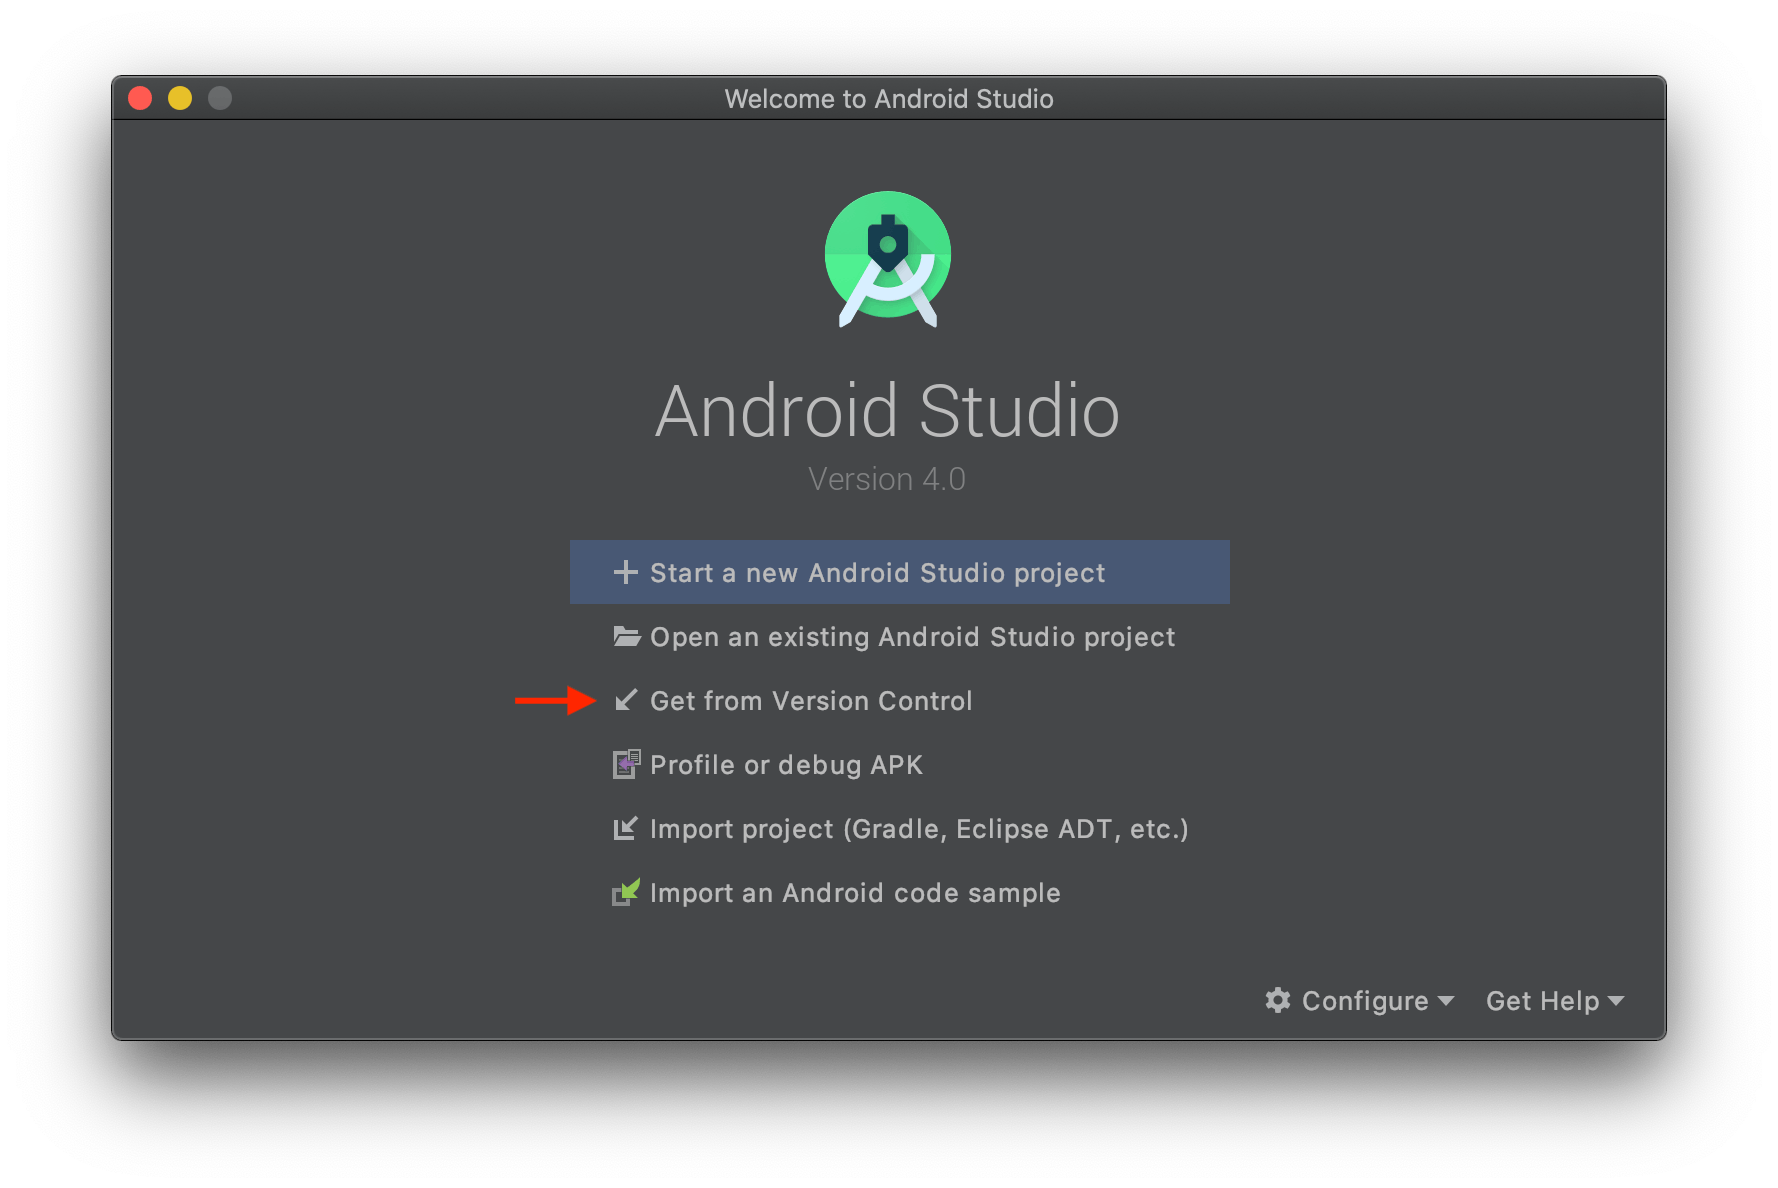 Welcome to Android Studio
Android Studio
Version 4.0
Start a new Android Studio project
Open an existing Android Studio project
Get from Version Control
Profile or debug APK
Import project (Gradle, Eclipse ADT, etc.)
Import an Android code sample
Configure Get Help